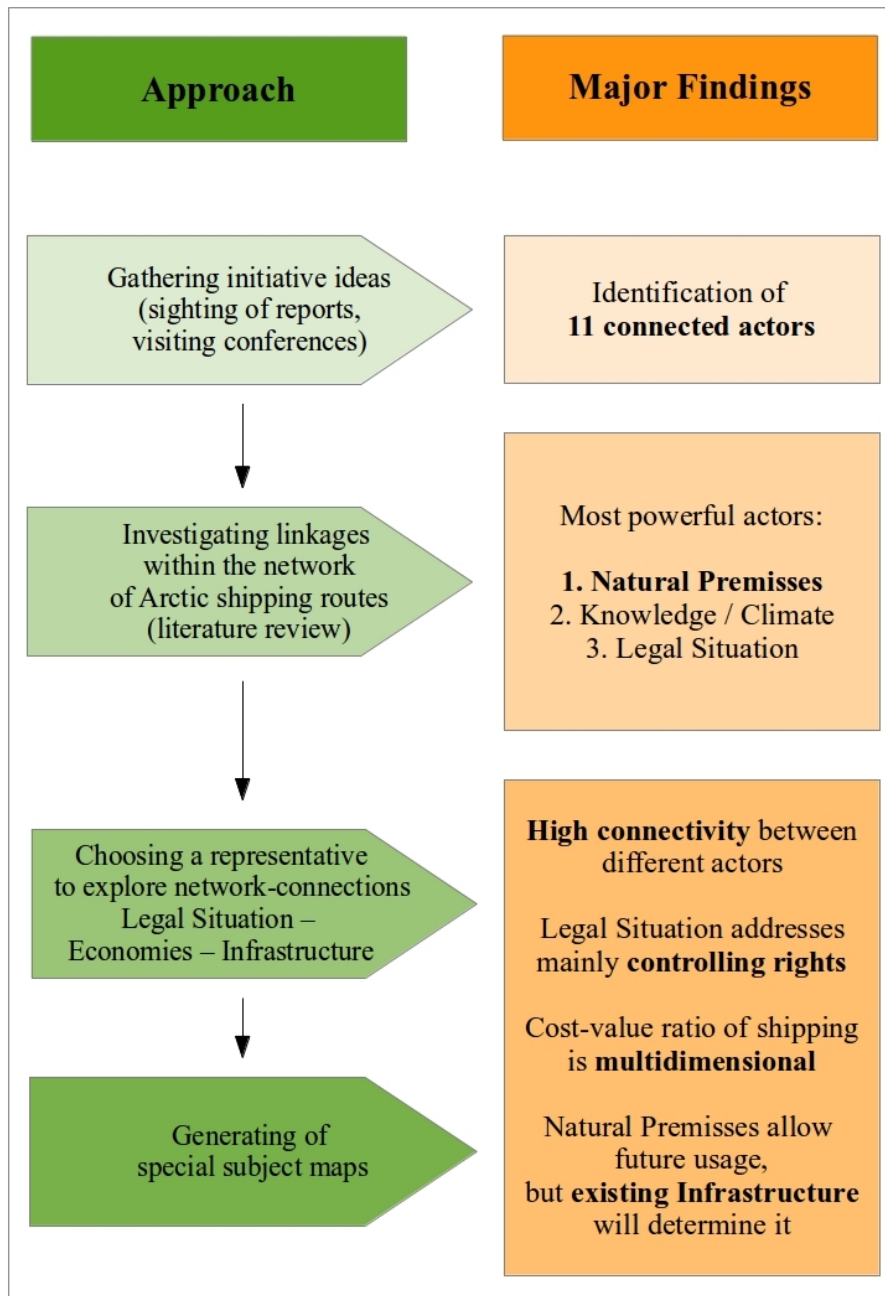 Approach
Major Findings
Gathering initiative ideas
(sighting of reports,
visiting conferences)
Identification of
11 connected actors
Investigating linkages
within the network
of Arctic shipping routes
(literature review)
Most powerful actors:
1. Natural Premisses
2. Knowledge / Climate
3. Legal Situation
Choosing a representative
to explore network-connections
Legal Situation –
Economies – Infrastructure
Generating of
special subject maps
High connectivity between
different actors
Legal Situation addresses
mainly controlling rights
Cost-value ratio of shipping
is multidimensional
Natural Premisses allow
future usage,
but existing Infrastructure
will determine it